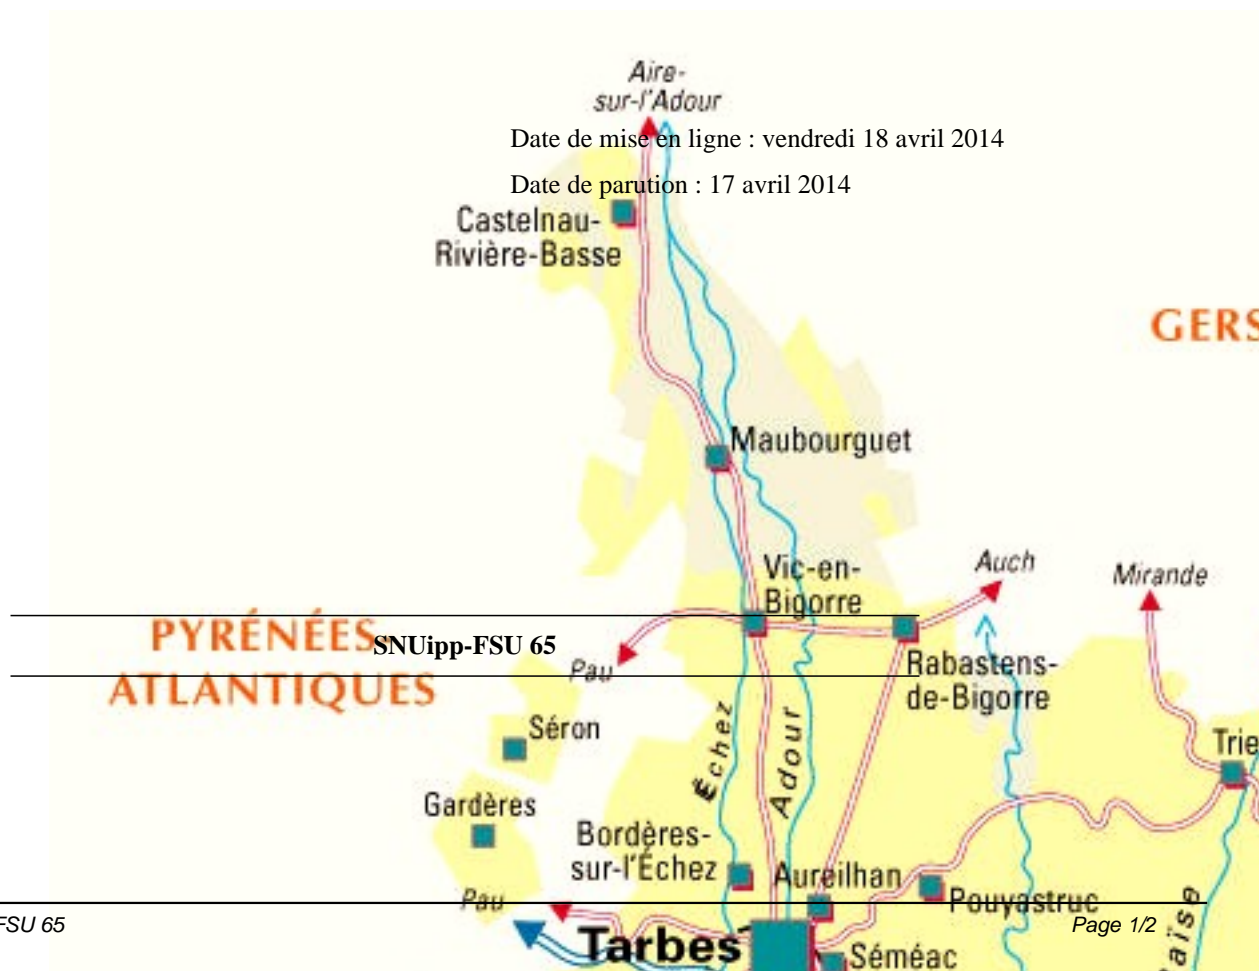 Aire-
sur-l'Adour
Date de mise en ligne : vendredi 18 avril 2014
Date de parution : 17 avril 2014
Castelnau-
Rivière-Basse
GERS
Maubourguet
Vic-en-
Bigorre
Auch
Mirande
PYRÉNÉES
ATLANTIQUES
SNUipp-FSU 65
Pau
Rabastens-
de-Bigorre
Séron
Échez
Adour
Trie
Gardères
Bordères-
sur-l'Échez
Aureilhan
Pouyastruc
Pau
FSU 65
Page 1/2
Tarbes
Séméac
aïse